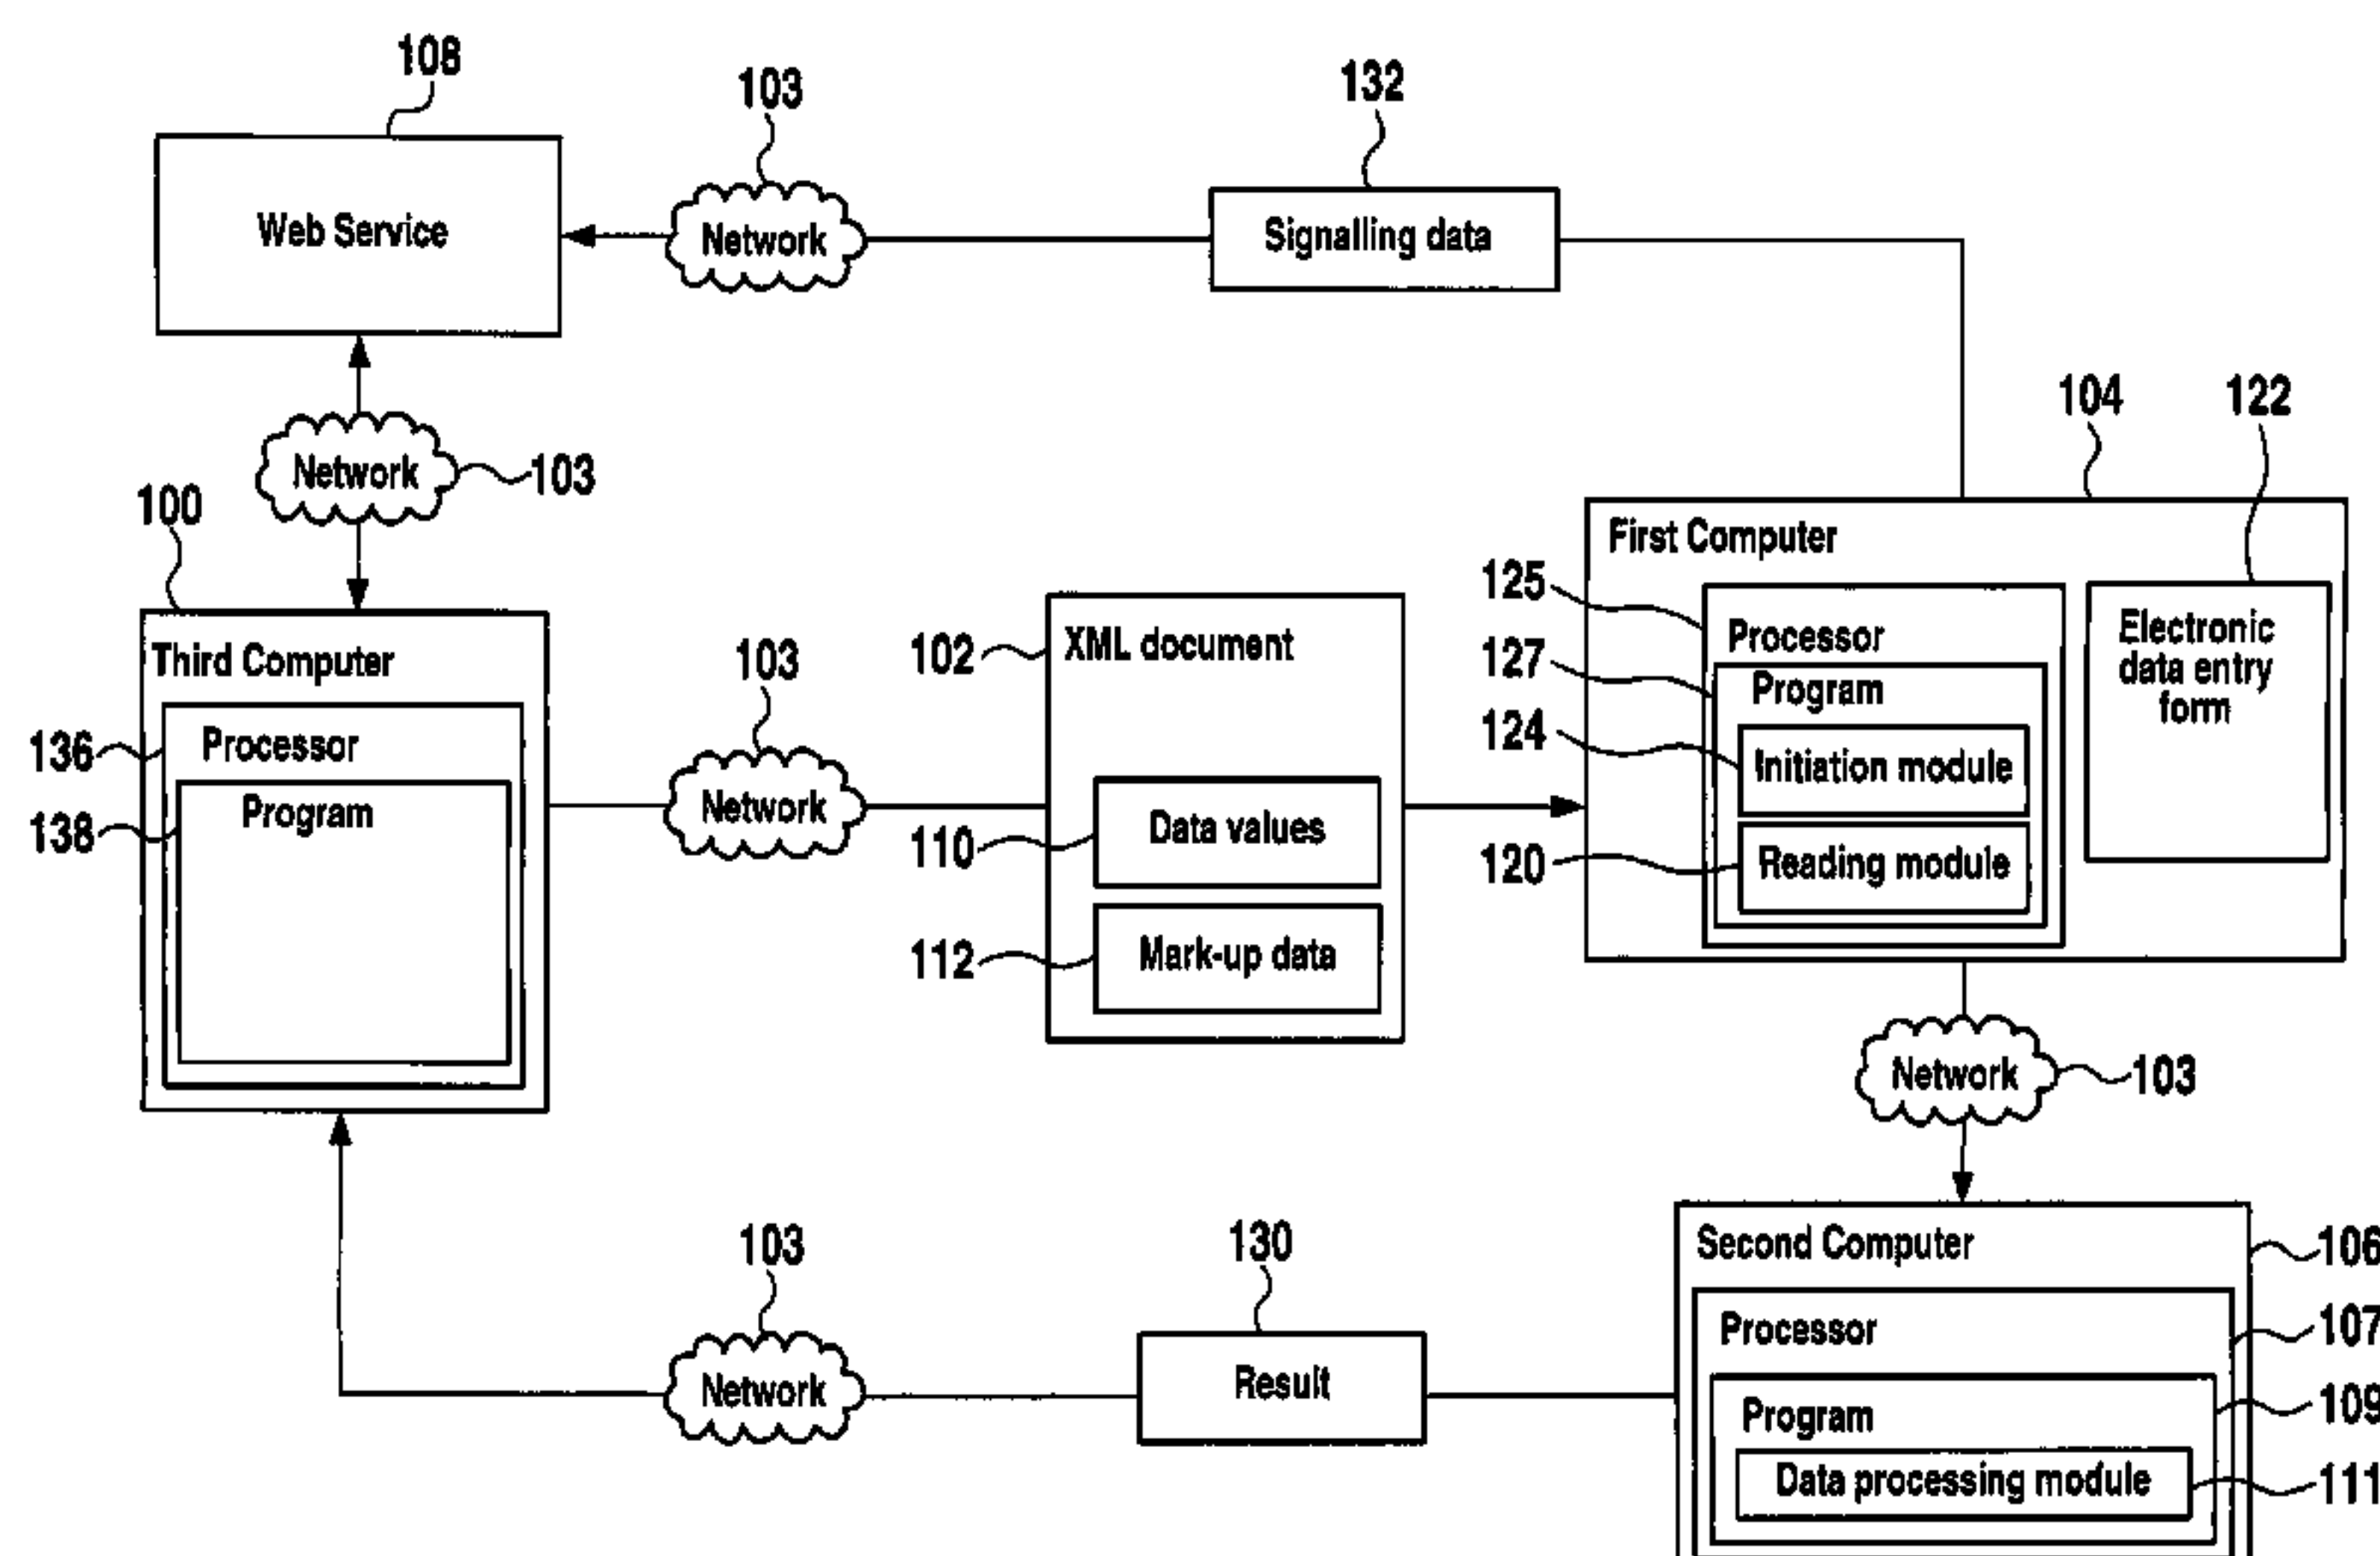 108
103
132
Web Service
Network
Signalling data
104
122
Network
103
100
First Computer
125
Processor
Electronic
data entry
form
127
Program
124
Initiation module
120
Reading module
Third Computer
136
Processor
138
Program
103
Network
102
XML document
110
Data values
112
Mark-up data
Network
103
103
130
Second Computer
106
Processor
107
Network
Result
Program
109
Data processing module
111